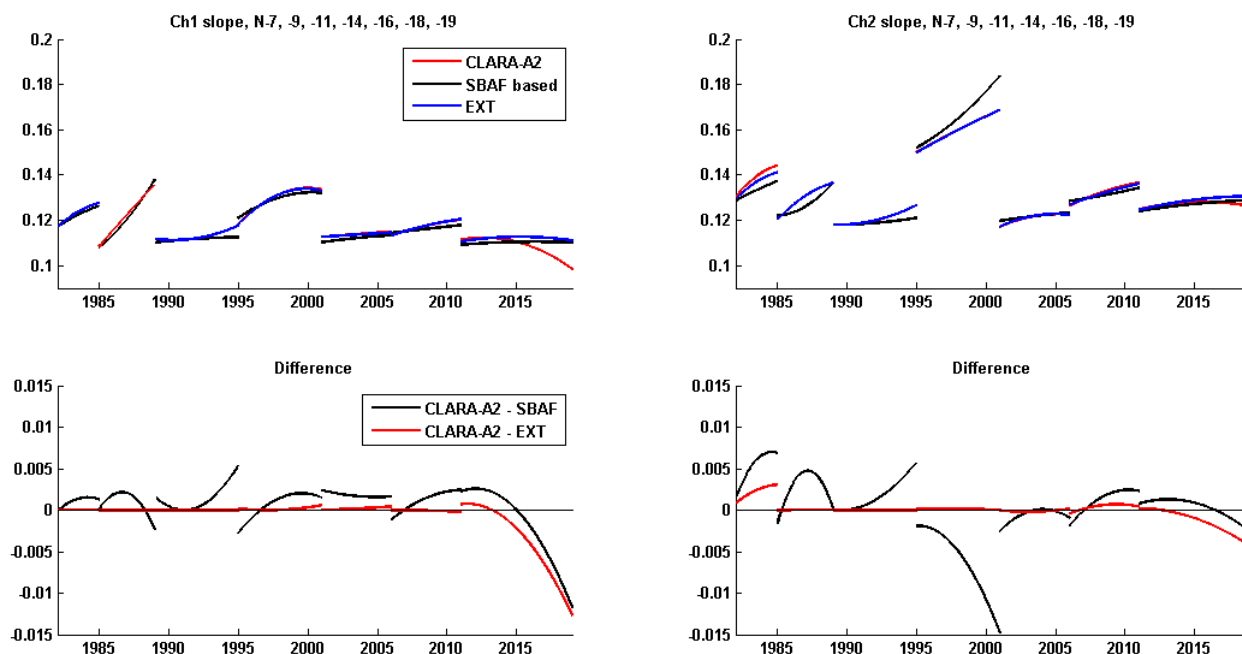 Ch1 slope, N-7, -9, -11, -14, -16, -18, -19
0.2
0.18
0.16
0.14
0.12
0.1
1985 1990 1995 2000 2005 2010 2015
CLARA-A2
SBAF based
EXT
Ch2 slope, N-7, -9, -11, -14, -16, -18, -19
0.2
0.18
0.16
0.14
0.12
0.1
1985 1990 1995 2000 2005 2010 2015
Difference
0.015
0.01
0.005
0
-0.005
-0.01
-0.015
1985 1990 1995 2000 2005 2010 2015
CLARA-A2 - SBAF
CLARA-A2 - EXT
Difference
0.015
0.01
0.005
0
-0.005
-0.01
-0.015
1985 1990 1995 2000 2005 2010 2015